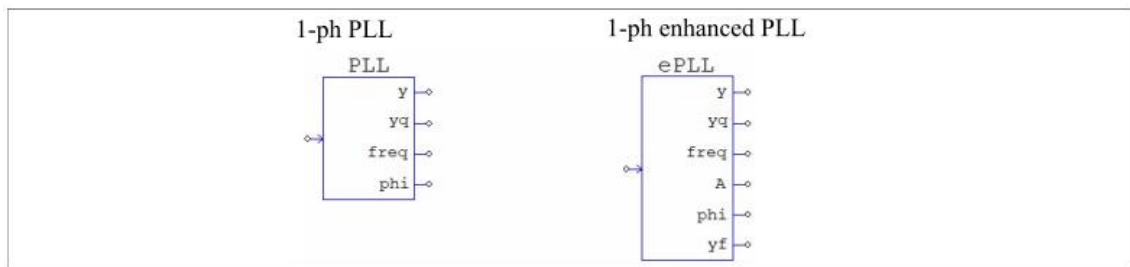 1-ph PLL
1-ph enhanced PLL
PLL
y
yq
freq
phi
ePLL
y
yq
freq
A
phi
yf